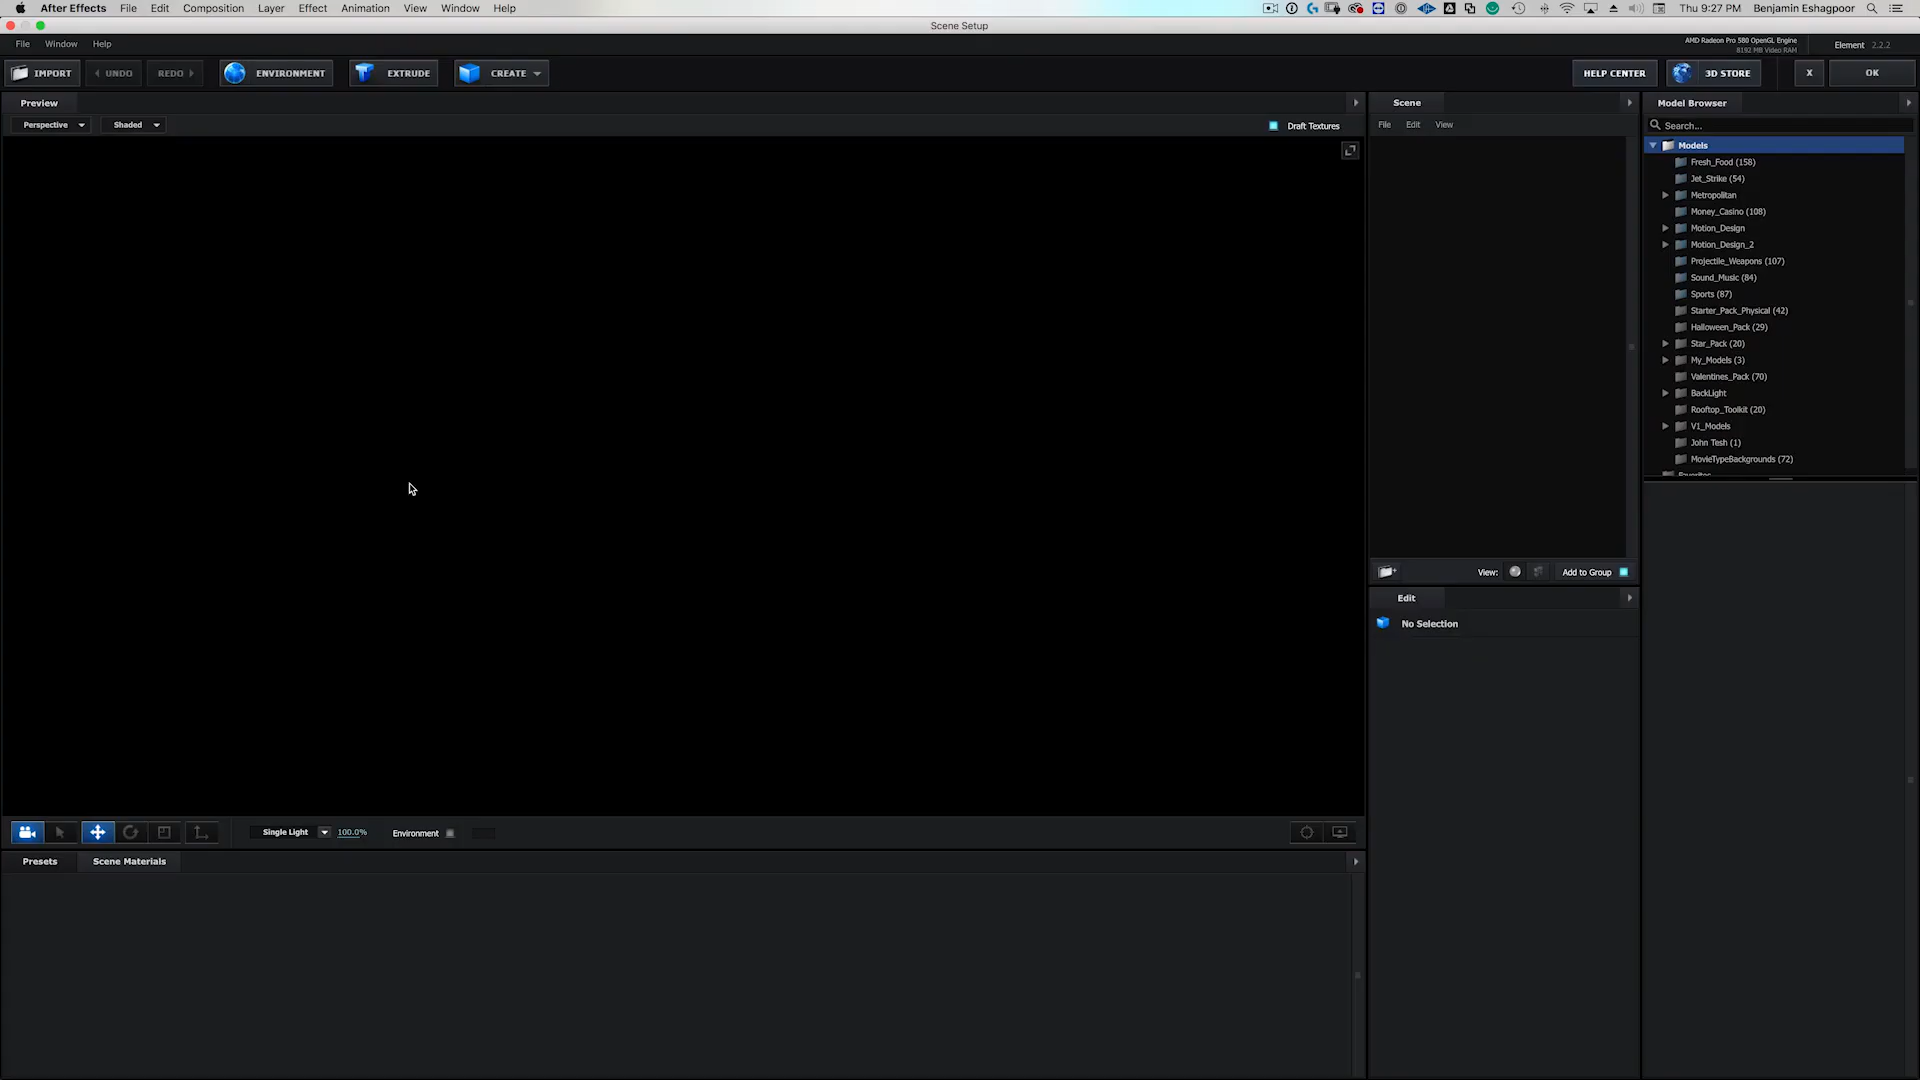 After Effects File Edit Composition Layer Effect Animation View Window Help Thu 9:27 PM Benjamin Eshagpoor
Scene Setup
File Window Help
AMD Radeon Pro 580 OpenGL Engine
8192 MB Video RAM
Element 2.2.2
IMPORT UNDO REDO ENVIRONMENT EXTRUDE CREATE HELP CENTER 3D STORE X OK
Preview
Perspective Shaded Draft Textures
Scene
File Edit View
Model Browser
Search...
Models
Fresh_Food (158)
Jet_Strike (54)
Metropolitan
Money_Casino (108)
Motion_Design
Motion_Design_2
Projectile_Weapons (107)
Sound_Music (84)
Sports (87)
Starter_Pack_Physical (42)
Halloween_Pack (29)
Star_Pack (20)
My_Models (3)
Valentines_Pack (70)
BackLight
Rooftop_Toolkit (20)
V1_Models
John Tesh (1)
MovieTypeBackgrounds (72)
Favorites
View: Add to Group
Edit
No Selection
Single Light 100.0% Environment
Presets Scene Materials